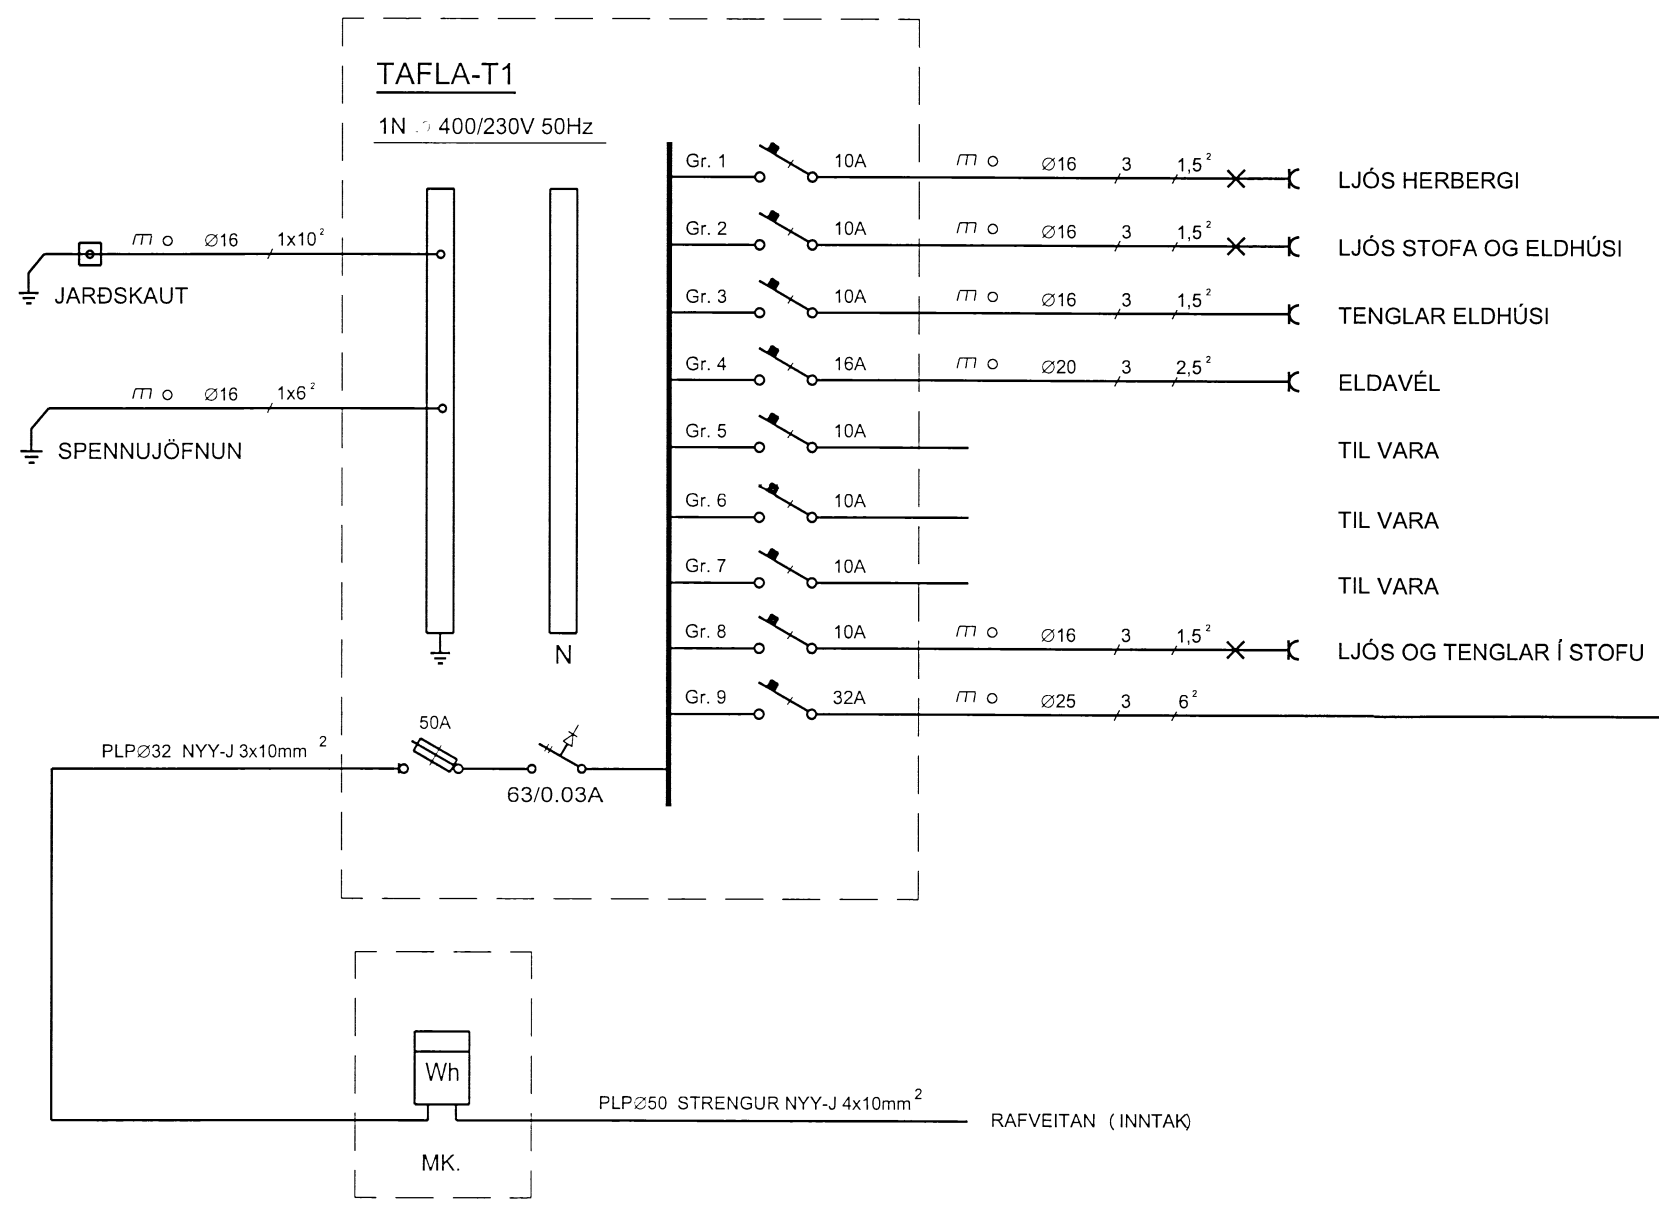 TAFLA-T1
1N 400/230V 50Hz
Gr. 1 10A Ø16 3 1,5² LJÓS HERBERGI
Gr. 2 10A Ø16 3 1,5² LJÓS STOFA OG ELDHÚSI
Ø16 1x10²
JARÐSKAUT
Gr. 3 10A Ø16 3 1,5² TENGLAR ELDHÚSI
Gr. 4 16A Ø20 3 2,5² ELDAVÉL
Ø16 1x6²
SPENNUJÖFNUN
Gr. 5 10A TIL VARA
Gr. 6 10A TIL VARA
Gr. 7 10A TIL VARA
Gr. 8 10A Ø16 3 1,5² LJÓS OG TENGLAR Í STOFU
N
Gr. 9 32A Ø25 3 6²
50A
PLPØ32 NYY-J 3x10mm²
63/0.03A
Wh
PLPØ50 STRENGUR NYY-J 4x10mm²
RAFVEITAN (INNTAK)
MK.